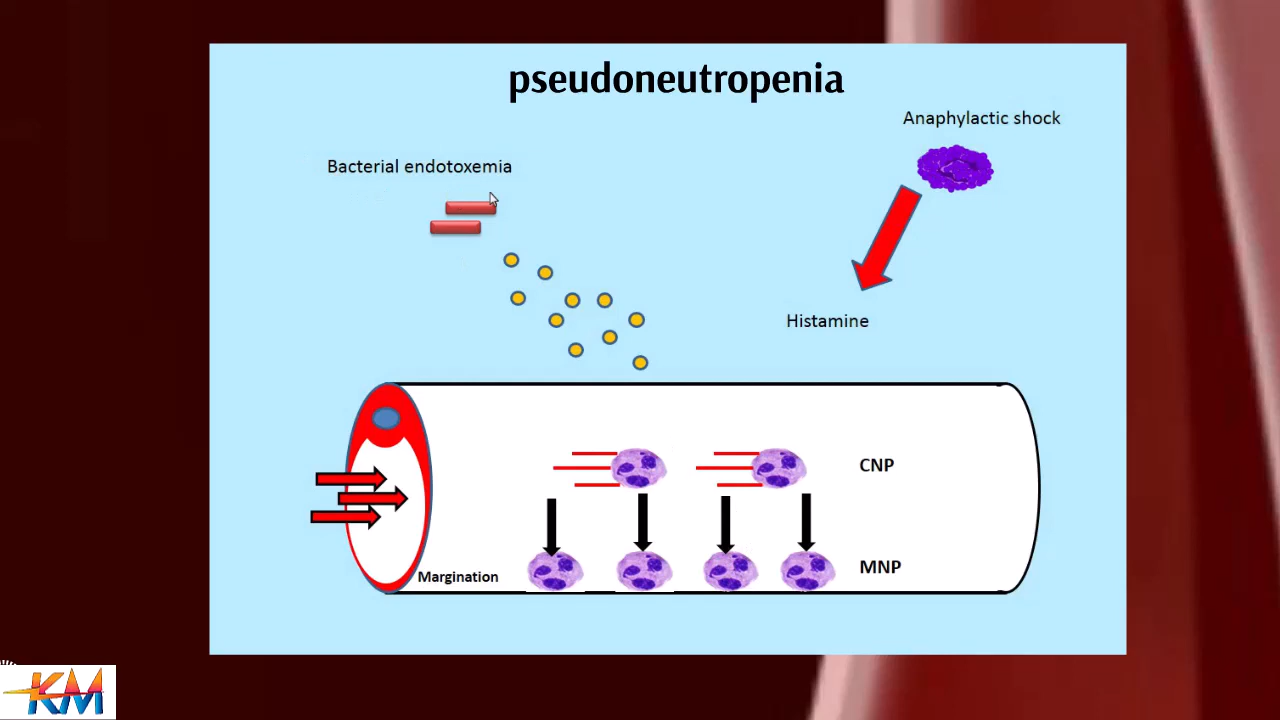 pseudoneutropenia
Anaphylactic shock
Bacterial endotoxemia
Histamine
CNP
MNP
Margination
KM